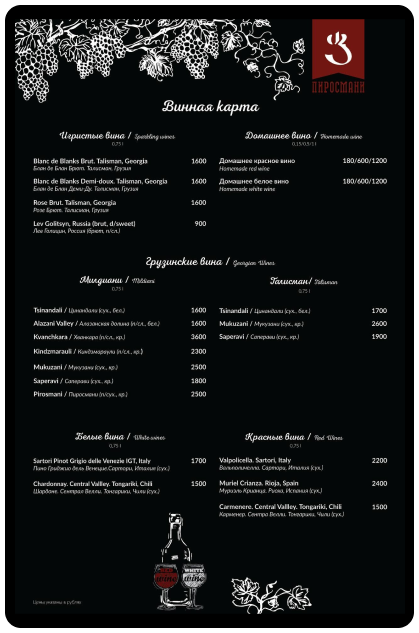 ПИРОСМАНИ
Винная карта
Игристые вина / Sparkling wines
0,75 l
Blanc de Blanks Brut, Talisman, Georgia 1600
Блан де Блан Брют. Талисман, Грузия
Blanc de Blanks Demi-doux. Talisman, Georgia 1600
Блан де Блан Деми-Ду. Талисман, Грузия
Rose Brut. Talisman, Georgia 1600
Розе Брют. Талисман, Грузия
Lev Golitsyn, Russia (brut, d/sweet) 900
Лев Голицин, Россия (брют, п/сл.)
Домашнее вино / Homemade wine
0,15/0,5/1 l
Домашнее красное вино 180/600/1200
Homemade red wine
Домашнее белое вино 180/600/1200
Homemade white wine
Грузинские вина / Georgian Wines
Милдиани / Mildiani
0,75 l
Tsinandali / Цинандали (сух., бел.) 1600
Alazani Valley / Алазанская долина (п/сл., бел.) 1600
Kvanchkara / Хванчкара (п/сл., кр.) 3600
Kindzmarauli / Киндзмараули (п/сл., кр.) 2300
Mukuzani / Мукузани (сух., кр.) 2500
Saperavi / Саперави (сух., кр.) 1800
Pirosmani / Пиросмани (п/сух., кр.) 2500
Талисман/ Talisman
0,75 l
Tsinandali / Цинандали (сух., бел.) 1700
Mukuzani / Мукузани (сух., кр.) 2600
Saperavi / Саперави (сух., кр.) 1900
Белые вина / White wines
0,75 l
Sartori Pinot Grigio delle Venezie IGT, Italy 1700
Пино Гриджио дель Венецие,Сартори, Италия (сух.)
Chardonnay. Central Vallley. Tongariki, Chili 1500
Шардоне. Сентрал Велли. Тонгарики, Чили (сух.)
Красные вина / Red Wines
0,75 l
Valpolicella. Sartori, Italy 2200
Вальполичелла. Сартори, Италия (сух.)
Muriel Crianza. Rioja, Spain 2400
Муриэль Крианца. Риоха, Испания (сух.)
Carmenere. Central Vallley. Tongariki, Chili 1500
Карменер. Сентра Велли. Тонгарики, Чили (сух.)
wine
WHITE
wine
Цены указаны в рублях